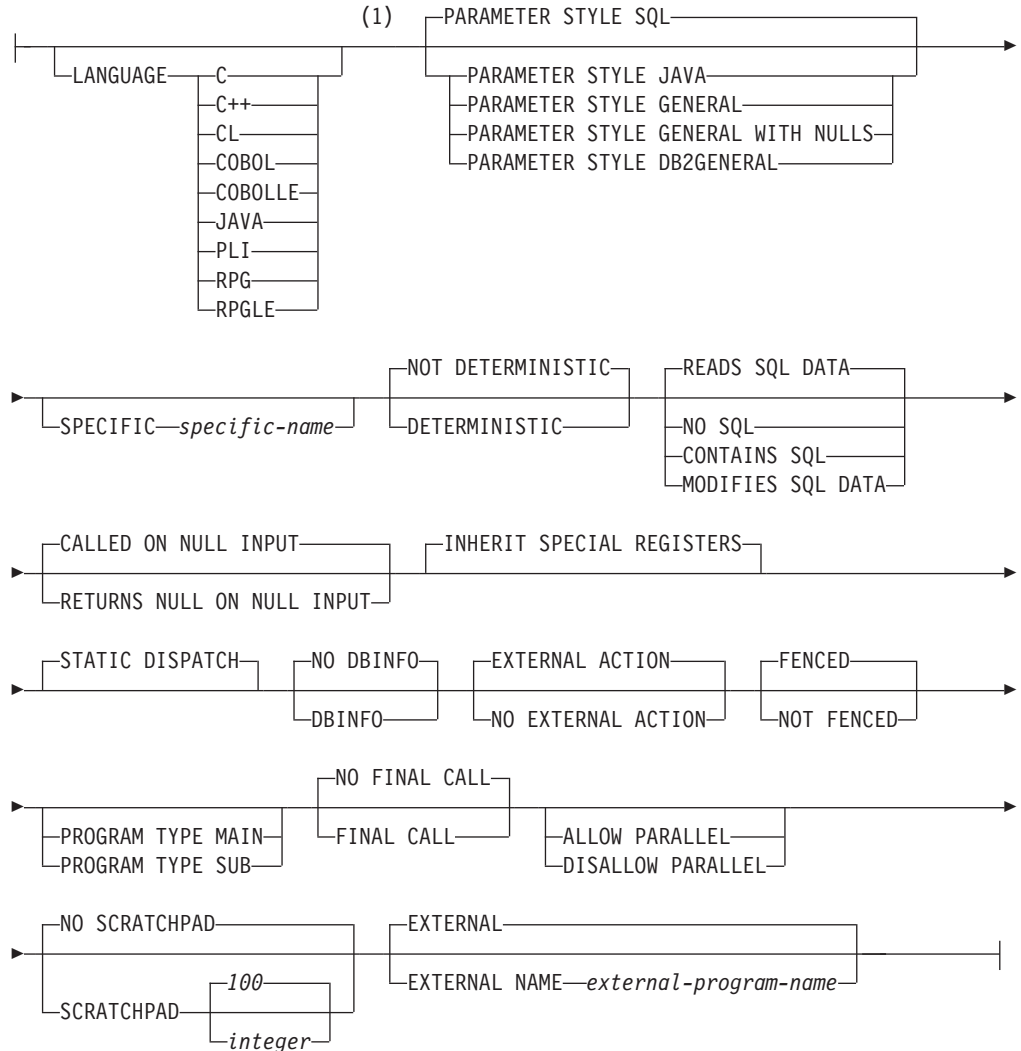 (1) PARAMETER STYLE SQL
LANGUAGE C PARAMETER STYLE JAVA
C++ PARAMETER STYLE GENERAL
CL PARAMETER STYLE GENERAL WITH NULLS
COBOL PARAMETER STYLE DB2GENERAL
COBOLLE
JAVA
PLI
RPG
RPGLE
NOT DETERMINISTIC READS SQL DATA
SPECIFIC specific-name DETERMINISTIC NO SQL
CONTAINS SQL
MODIFIES SQL DATA
CALLED ON NULL INPUT INHERIT SPECIAL REGISTERS
RETURNS NULL ON NULL INPUT
STATIC DISPATCH NO DBINFO EXTERNAL ACTION FENCED
DBINFO NO EXTERNAL ACTION NOT FENCED
NO FINAL CALL
PROGRAM TYPE MAIN FINAL CALL ALLOW PARALLEL
PROGRAM TYPE SUB DISALLOW PARALLEL
NO SCRATCHPAD EXTERNAL
100 EXTERNAL NAME external-program-name
SCRATCHPAD
integer